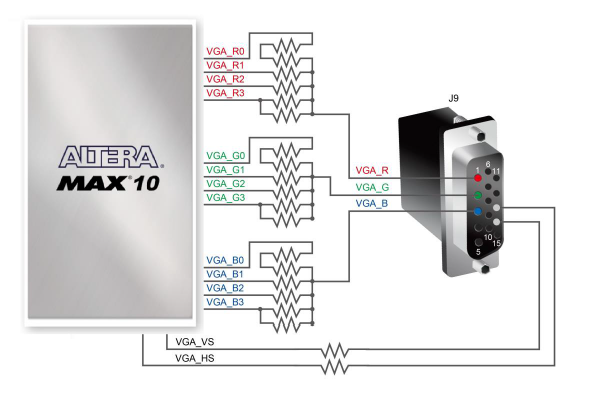 VGA_R0
VGA_R1
VGA_R2
VGA_R3
J9
ALTERA.
MAX® 10
VGA_G0
VGA_G1
VGA_G2
VGA_G3
VGA_R
VGA_G
VGA_B
6
1
11
10
5
15
VGA_B0
VGA_B1
VGA_B2
VGA_B3
VGA_VS
VGA_HS